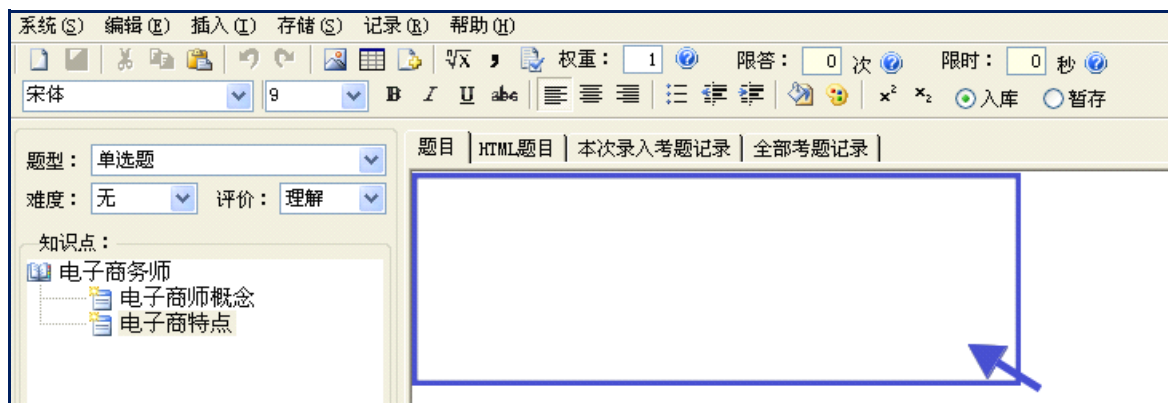 系统(S) 编辑(E) 插入(I) 存储(S) 记录(R) 帮助(H)
权重： 1 限答： 0 次 限时： 0 秒
宋体 9 B I U abc x² ×₂ 入库 暂存
题型： 单选题
难度： 无 评价： 理解
知识点：
电子商务师
电子商师概念
电子商特点
题目 HTML题目 本次录入考题记录 全部考题记录